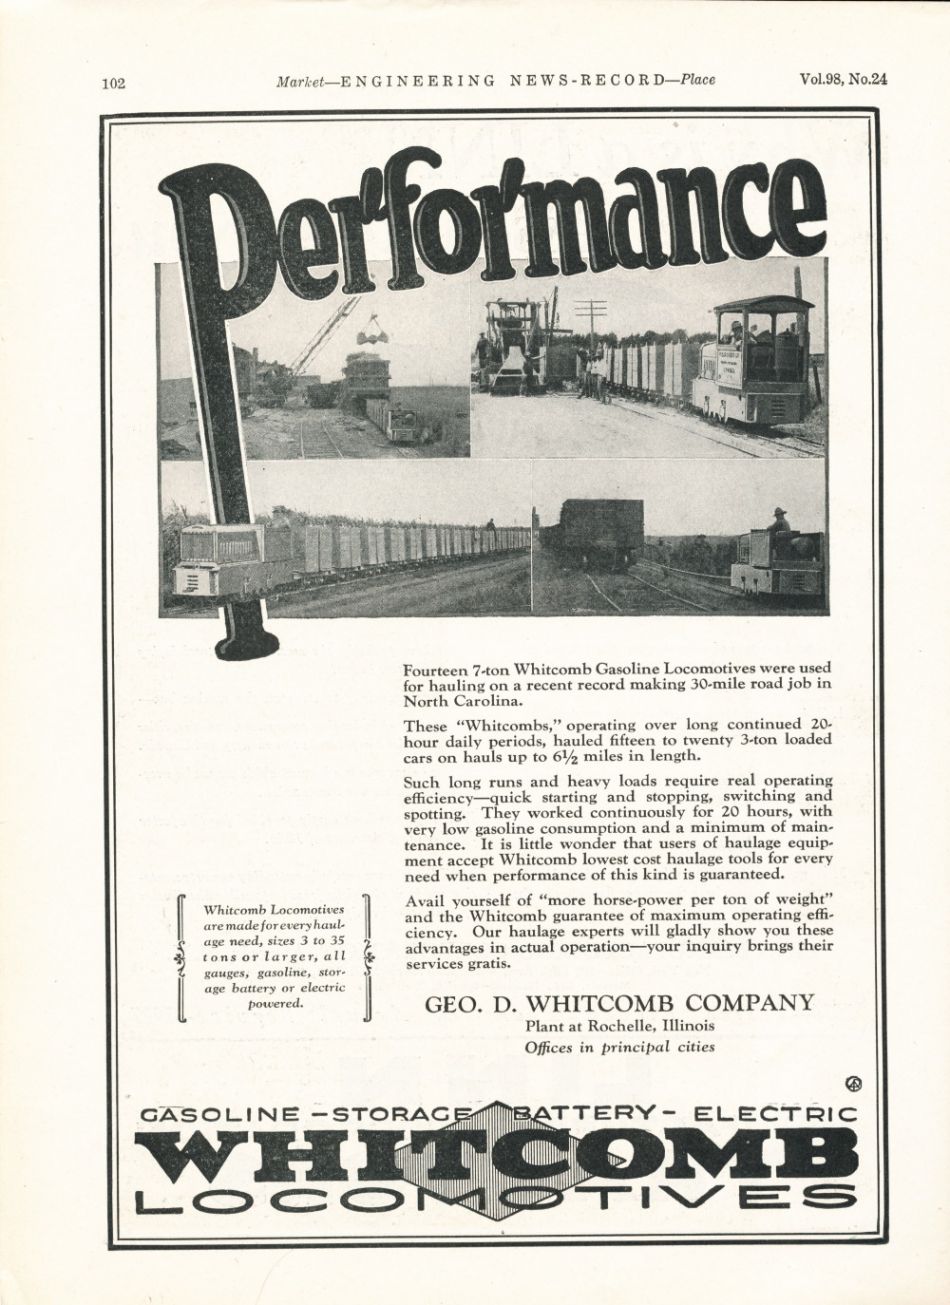 102
Market—ENGINEERING NEWS-RECORD—Place
Vol.98, No.24
Performance
Fourteen 7-ton Whitcomb Gasoline Locomotives were used
for hauling on a recent record making 30-mile road job in
North Carolina.
These "Whitcombs," operating over long continued 20-
hour daily periods, hauled fifteen to twenty 3-ton loaded
cars on hauls up to 6½ miles in length.
Such long runs and heavy loads require real operating
efficiency—quick starting and stopping, switching and
spotting. They worked continuously for 20 hours, with
very low gasoline consumption and a minimum of main-
tenance. It is little wonder that users of haulage equip-
ment accept Whitcomb lowest cost haulage tools for every
need when performance of this kind is guaranteed.
Avail yourself of "more horse-power per ton of weight"
and the Whitcomb guarantee of maximum operating effi-
ciency. Our haulage experts will gladly show you these
advantages in actual operation—your inquiry brings their
services gratis.
Whitcomb Locomotives
are made for every haul-
age need, sizes 3 to 35
tons or larger, all
gauges, gasoline, stor-
age battery or electric
powered.
GEO. D. WHITCOMB COMPANY
Plant at Rochelle, Illinois
Offices in principal cities
GASOLINE – STORAGE BATTERY – ELECTRIC
WHITCOMB
LOCOMOTIVES